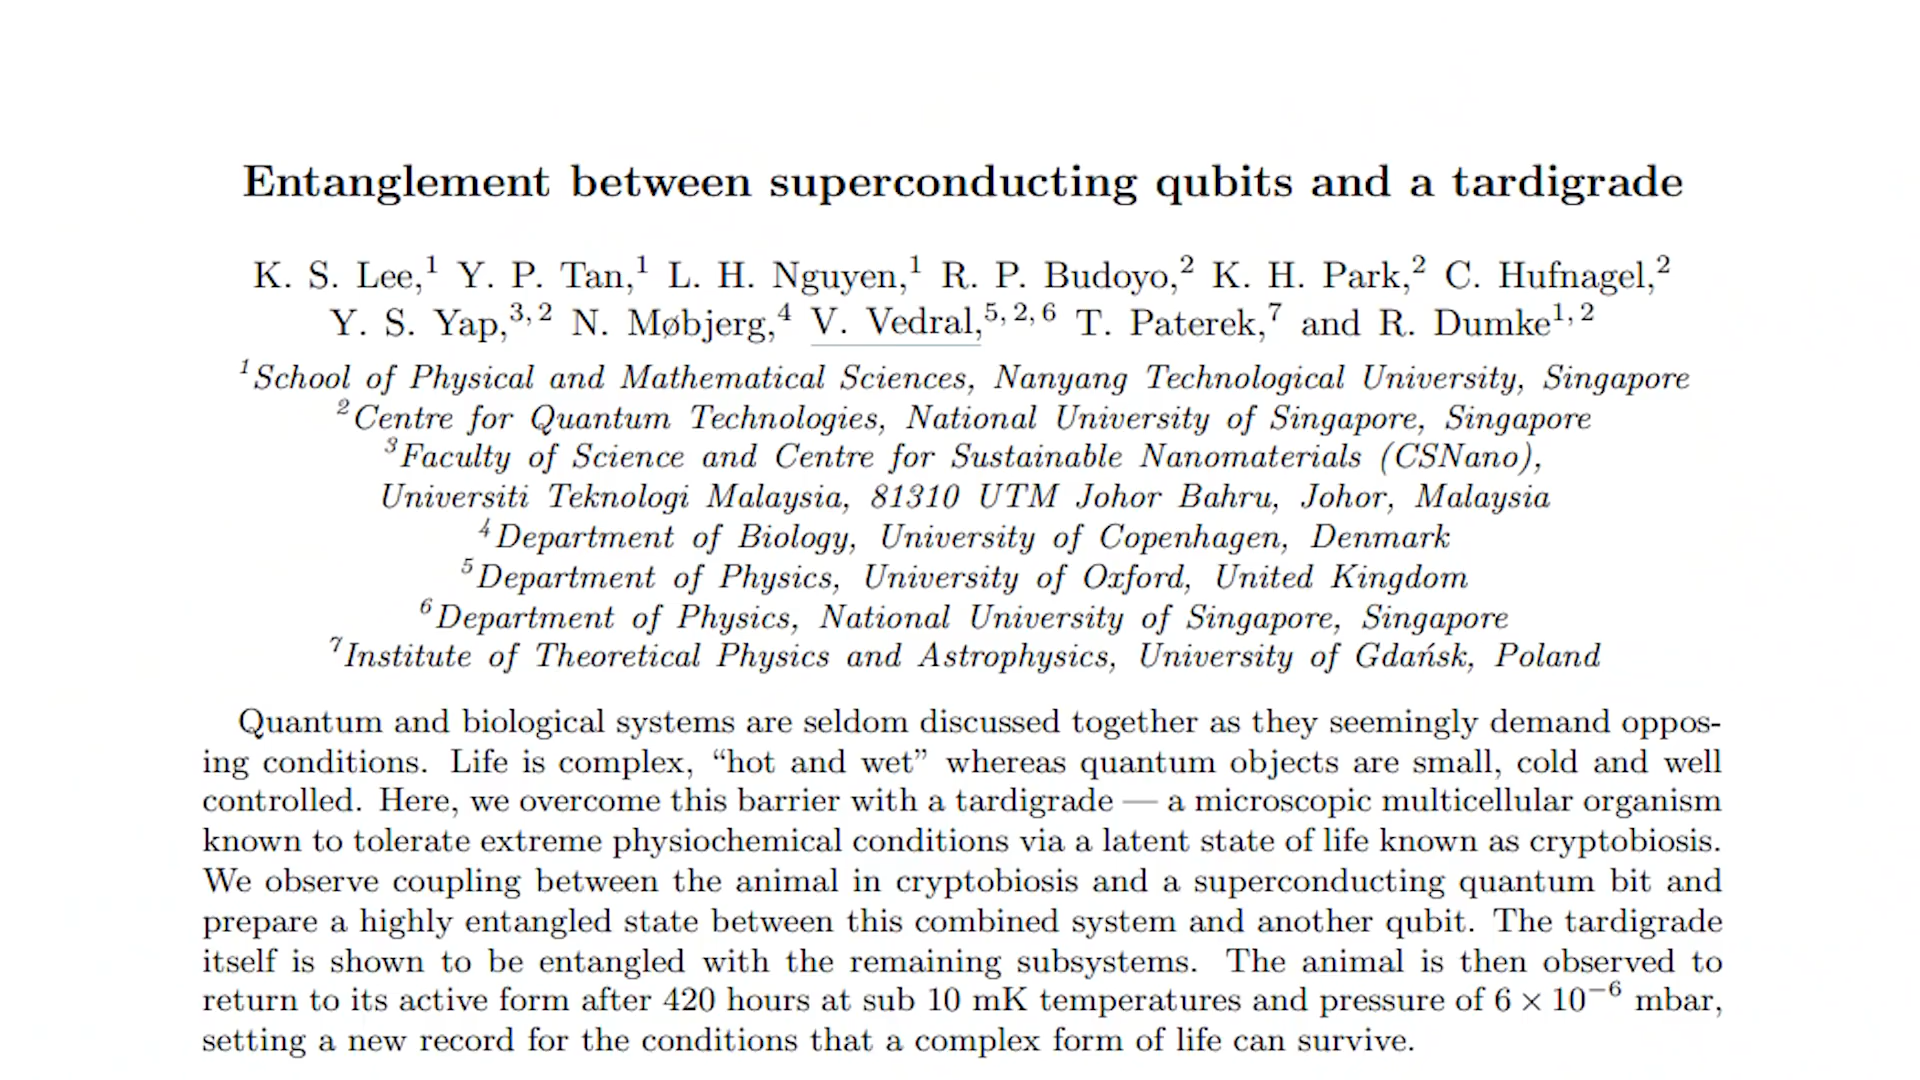 Entanglement between superconducting qubits and a tardigrade
K. S. Lee,¹ Y. P. Tan,¹ L. H. Nguyen,¹ R. P. Budoyo,² K. H. Park,² C. Hufnagel,²
Y. S. Yap,³,² N. Møbjerg,⁴ V. Vedral,⁵,²,⁶ T. Paterek,⁷ and R. Dumke¹,²
¹School of Physical and Mathematical Sciences, Nanyang Technological University, Singapore
²Centre for Quantum Technologies, National University of Singapore, Singapore
³Faculty of Science and Centre for Sustainable Nanomaterials (CSNano),
Universiti Teknologi Malaysia, 81310 UTM Johor Bahru, Johor, Malaysia
⁴Department of Biology, University of Copenhagen, Denmark
⁵Department of Physics, University of Oxford, United Kingdom
⁶Department of Physics, National University of Singapore, Singapore
⁷Institute of Theoretical Physics and Astrophysics, University of Gdańsk, Poland
Quantum and biological systems are seldom discussed together as they seemingly demand oppos-
ing conditions. Life is complex, “hot and wet” whereas quantum objects are small, cold and well
controlled. Here, we overcome this barrier with a tardigrade — a microscopic multicellular organism
known to tolerate extreme physiochemical conditions via a latent state of life known as cryptobiosis.
We observe coupling between the animal in cryptobiosis and a superconducting quantum bit and
prepare a highly entangled state between this combined system and another qubit. The tardigrade
itself is shown to be entangled with the remaining subsystems. The animal is then observed to
return to its active form after 420 hours at sub 10 mK temperatures and pressure of 6 × 10⁻⁶ mbar,
setting a new record for the conditions that a complex form of life can survive.